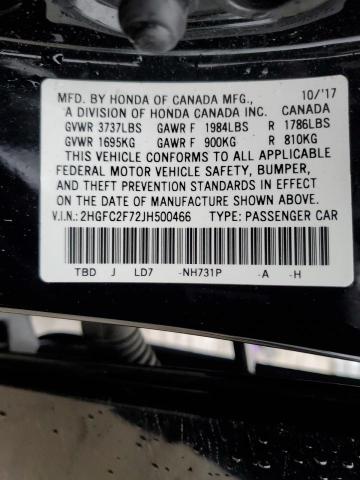 MFD. BY HONDA OF CANADA MFG., 10/'17
'A DIVISION OF HONDA CANADA INC. CANADA
GVWR 3737LBS GAWR F 1984LBS R 1786LBS
GVWR 1695KG GAWR F 900KG R 810KG
THIS VEHICLE CONFORMS TO ALL APPLICABLE
FEDERAL MOTOR VEHICLE SAFETY, BUMPER,
AND THEFT PREVENTION STANDARDS IN EFFECT
ON THE DATE OF MANUFACTURE SHOWN ABOVE.
V.I.N.: 2HGFC2F72JH500466 TYPE: PASSENGER CAR
TBD J LD7 -NH731P -A -H